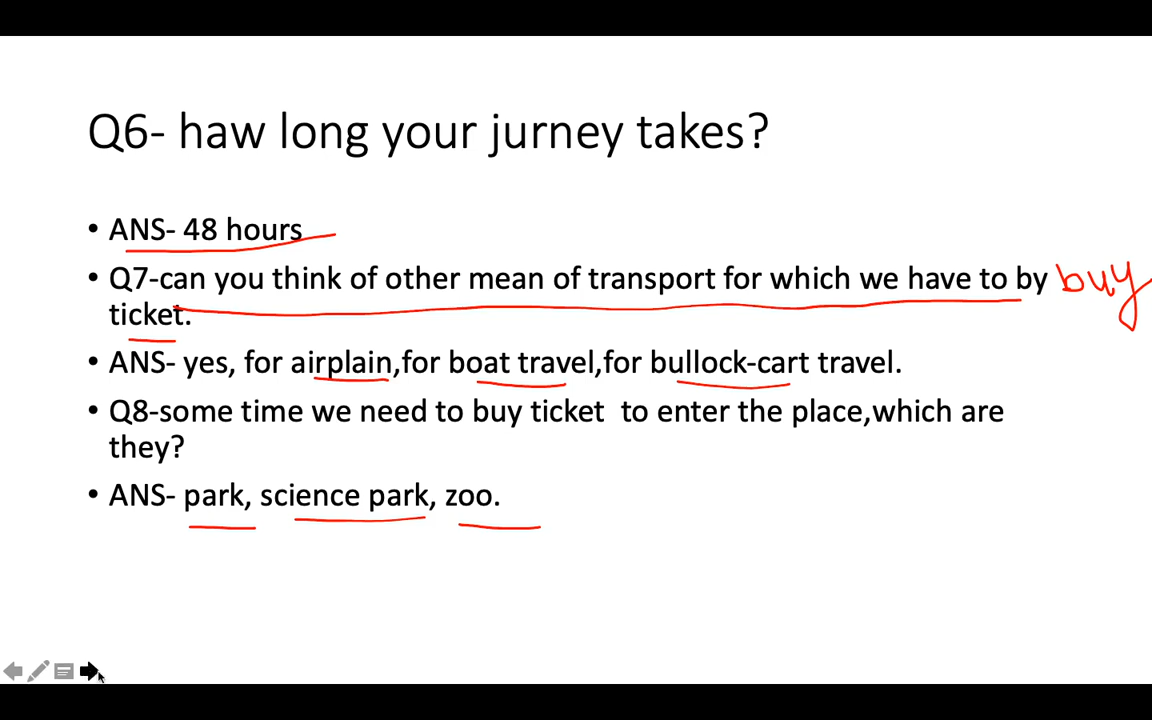 Q6- haw long your jurney takes?
• ANS- 48 hours
• Q7-can you think of other mean of transport for which we have to by buy
ticket.
• ANS- yes, for airplain,for boat travel,for bullock-cart travel.
• Q8-some time we need to buy ticket  to enter the place,which are
they?
• ANS- park, science park, zoo.